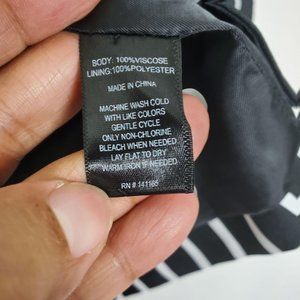 BODY: 100%VISCOSE
LINING:100%POLYESTER
MADE IN CHINA
MACHINE WASH COLD
WITH LIKE COLORS
GENTLE CYCLE
ONLY NON-CHLORINE
BLEACH WHEN NEEDED
LAY FLAT TO DRY
WARM IRON IF NEEDED
RN # 141165